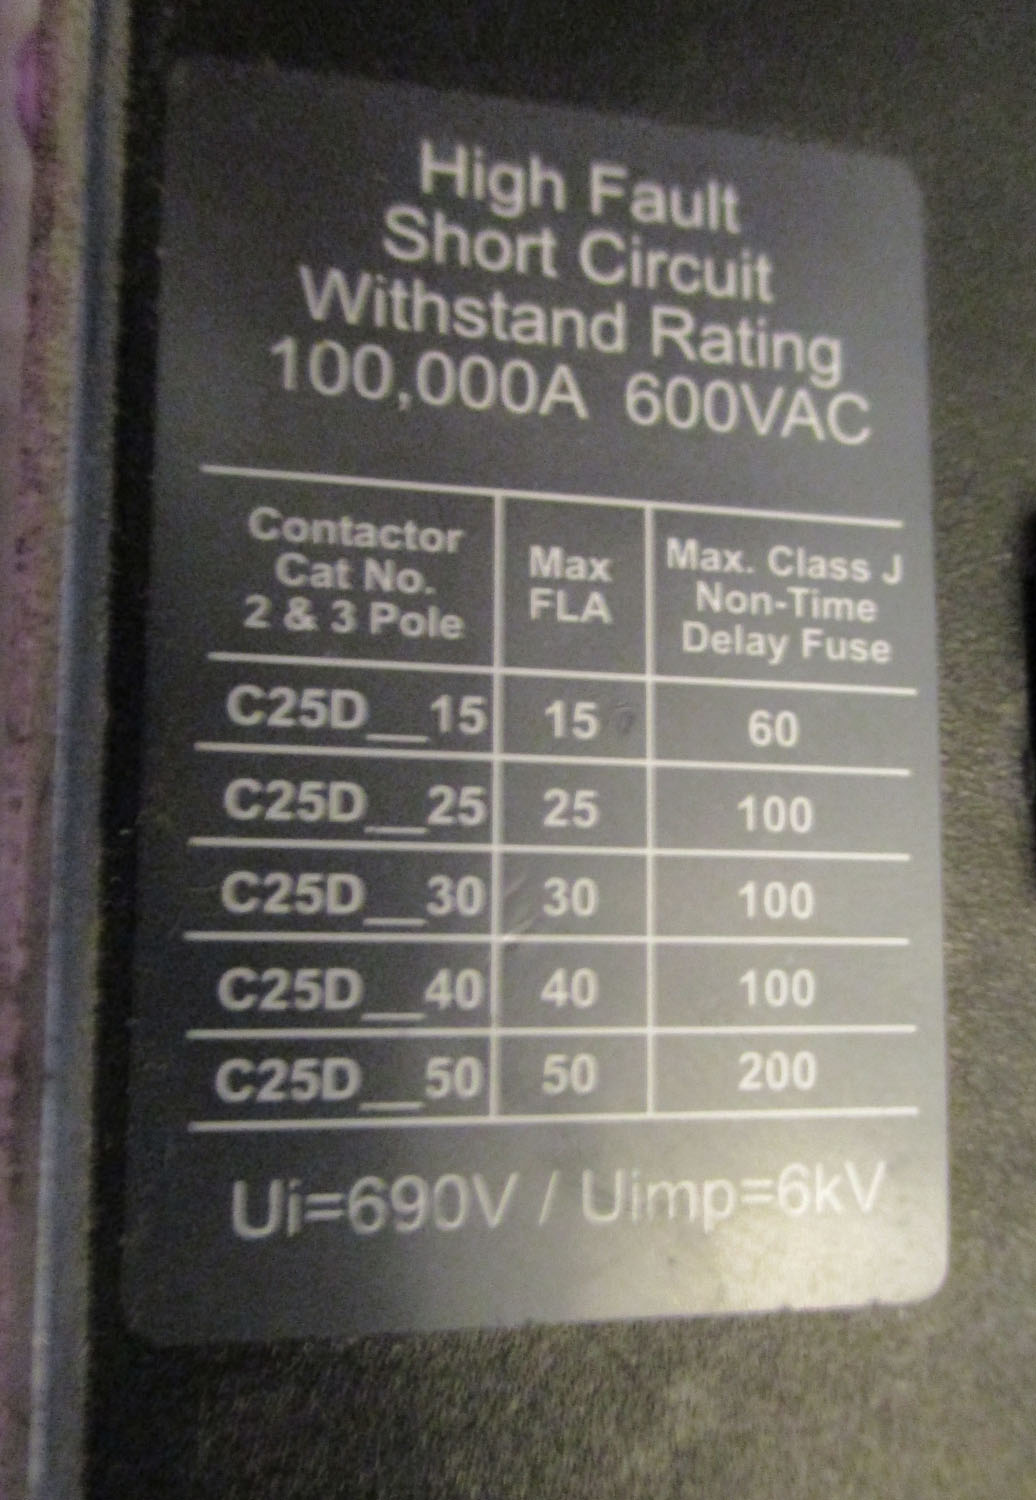 High Fault
Short Circuit
Withstand Rating
100,000A 600VAC
Contactor
Cat No.
2 & 3 Pole
Max
FLA
Max. Class J
Non-Time
Delay Fuse
C25D__15 15 60
C25D__25 25 100
C25D__30 30 100
C25D__40 40 100
C25D__50 50 200
Ui=690V / Uimp=6kV